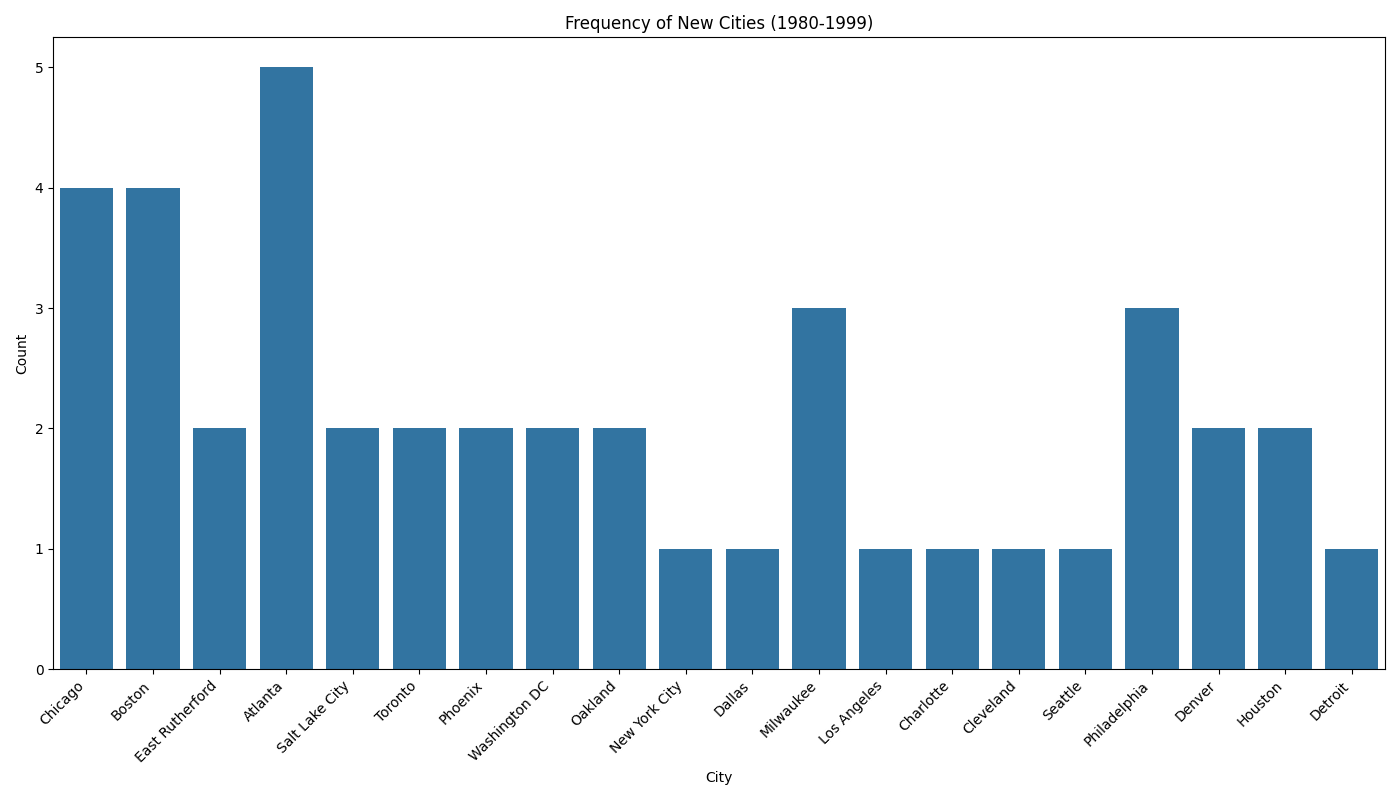 Frequency of New Cities (1980-1999)
Count
5
4
3
2
1
0
Chicago
Boston
East Rutherford
Atlanta
Salt Lake City
Toronto
Phoenix
Washington DC
Oakland
New York City
Dallas
Milwaukee
Los Angeles
Charlotte
Cleveland
Seattle
Philadelphia
Denver
Houston
Detroit
City